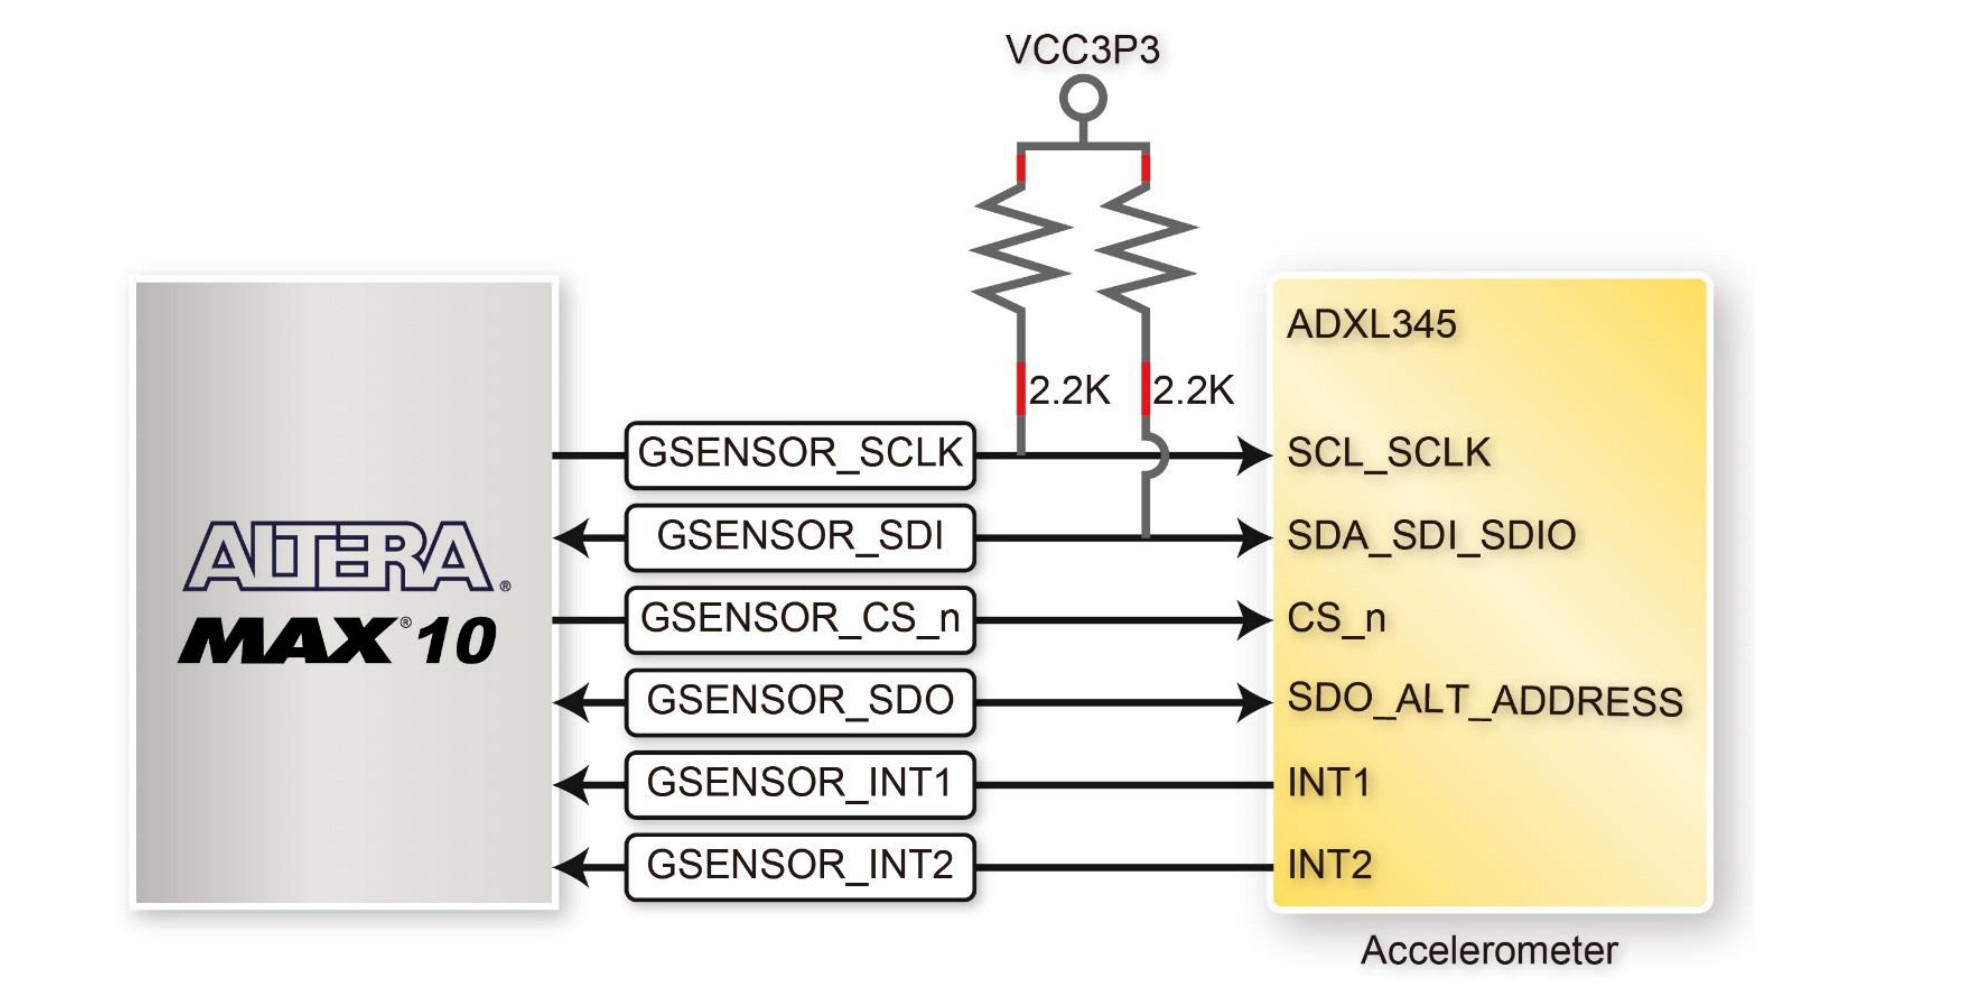 VCC3P3
2.2K 2.2K
ADXL345
GSENSOR_SCLK SCL_SCLK
GSENSOR_SDI SDA_SDI_SDIO
GSENSOR_CS_n CS_n
GSENSOR_SDO SDO_ALT_ADDRESS
GSENSOR_INT1 INT1
GSENSOR_INT2 INT2
ALTERA®
MAX®10
Accelerometer